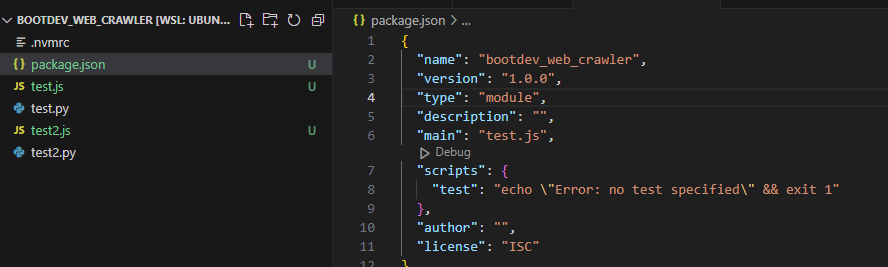 BOOTDEV_WEB_CRAWLER [WSL: UBUN...
.nvmrc
{} package.json U
JS test.js U
test.py
JS test2.js U
test2.py
{} package.json > ...
1 {
2 "name": "bootdev_web_crawler",
3 "version": "1.0.0",
4 "type": "module",
5 "description": "",
6 "main": "test.js",
Debug
7 "scripts": {
8 "test": "echo \"Error: no test specified\" && exit 1"
9 },
10 "author": "",
11 "license": "ISC"
12 }